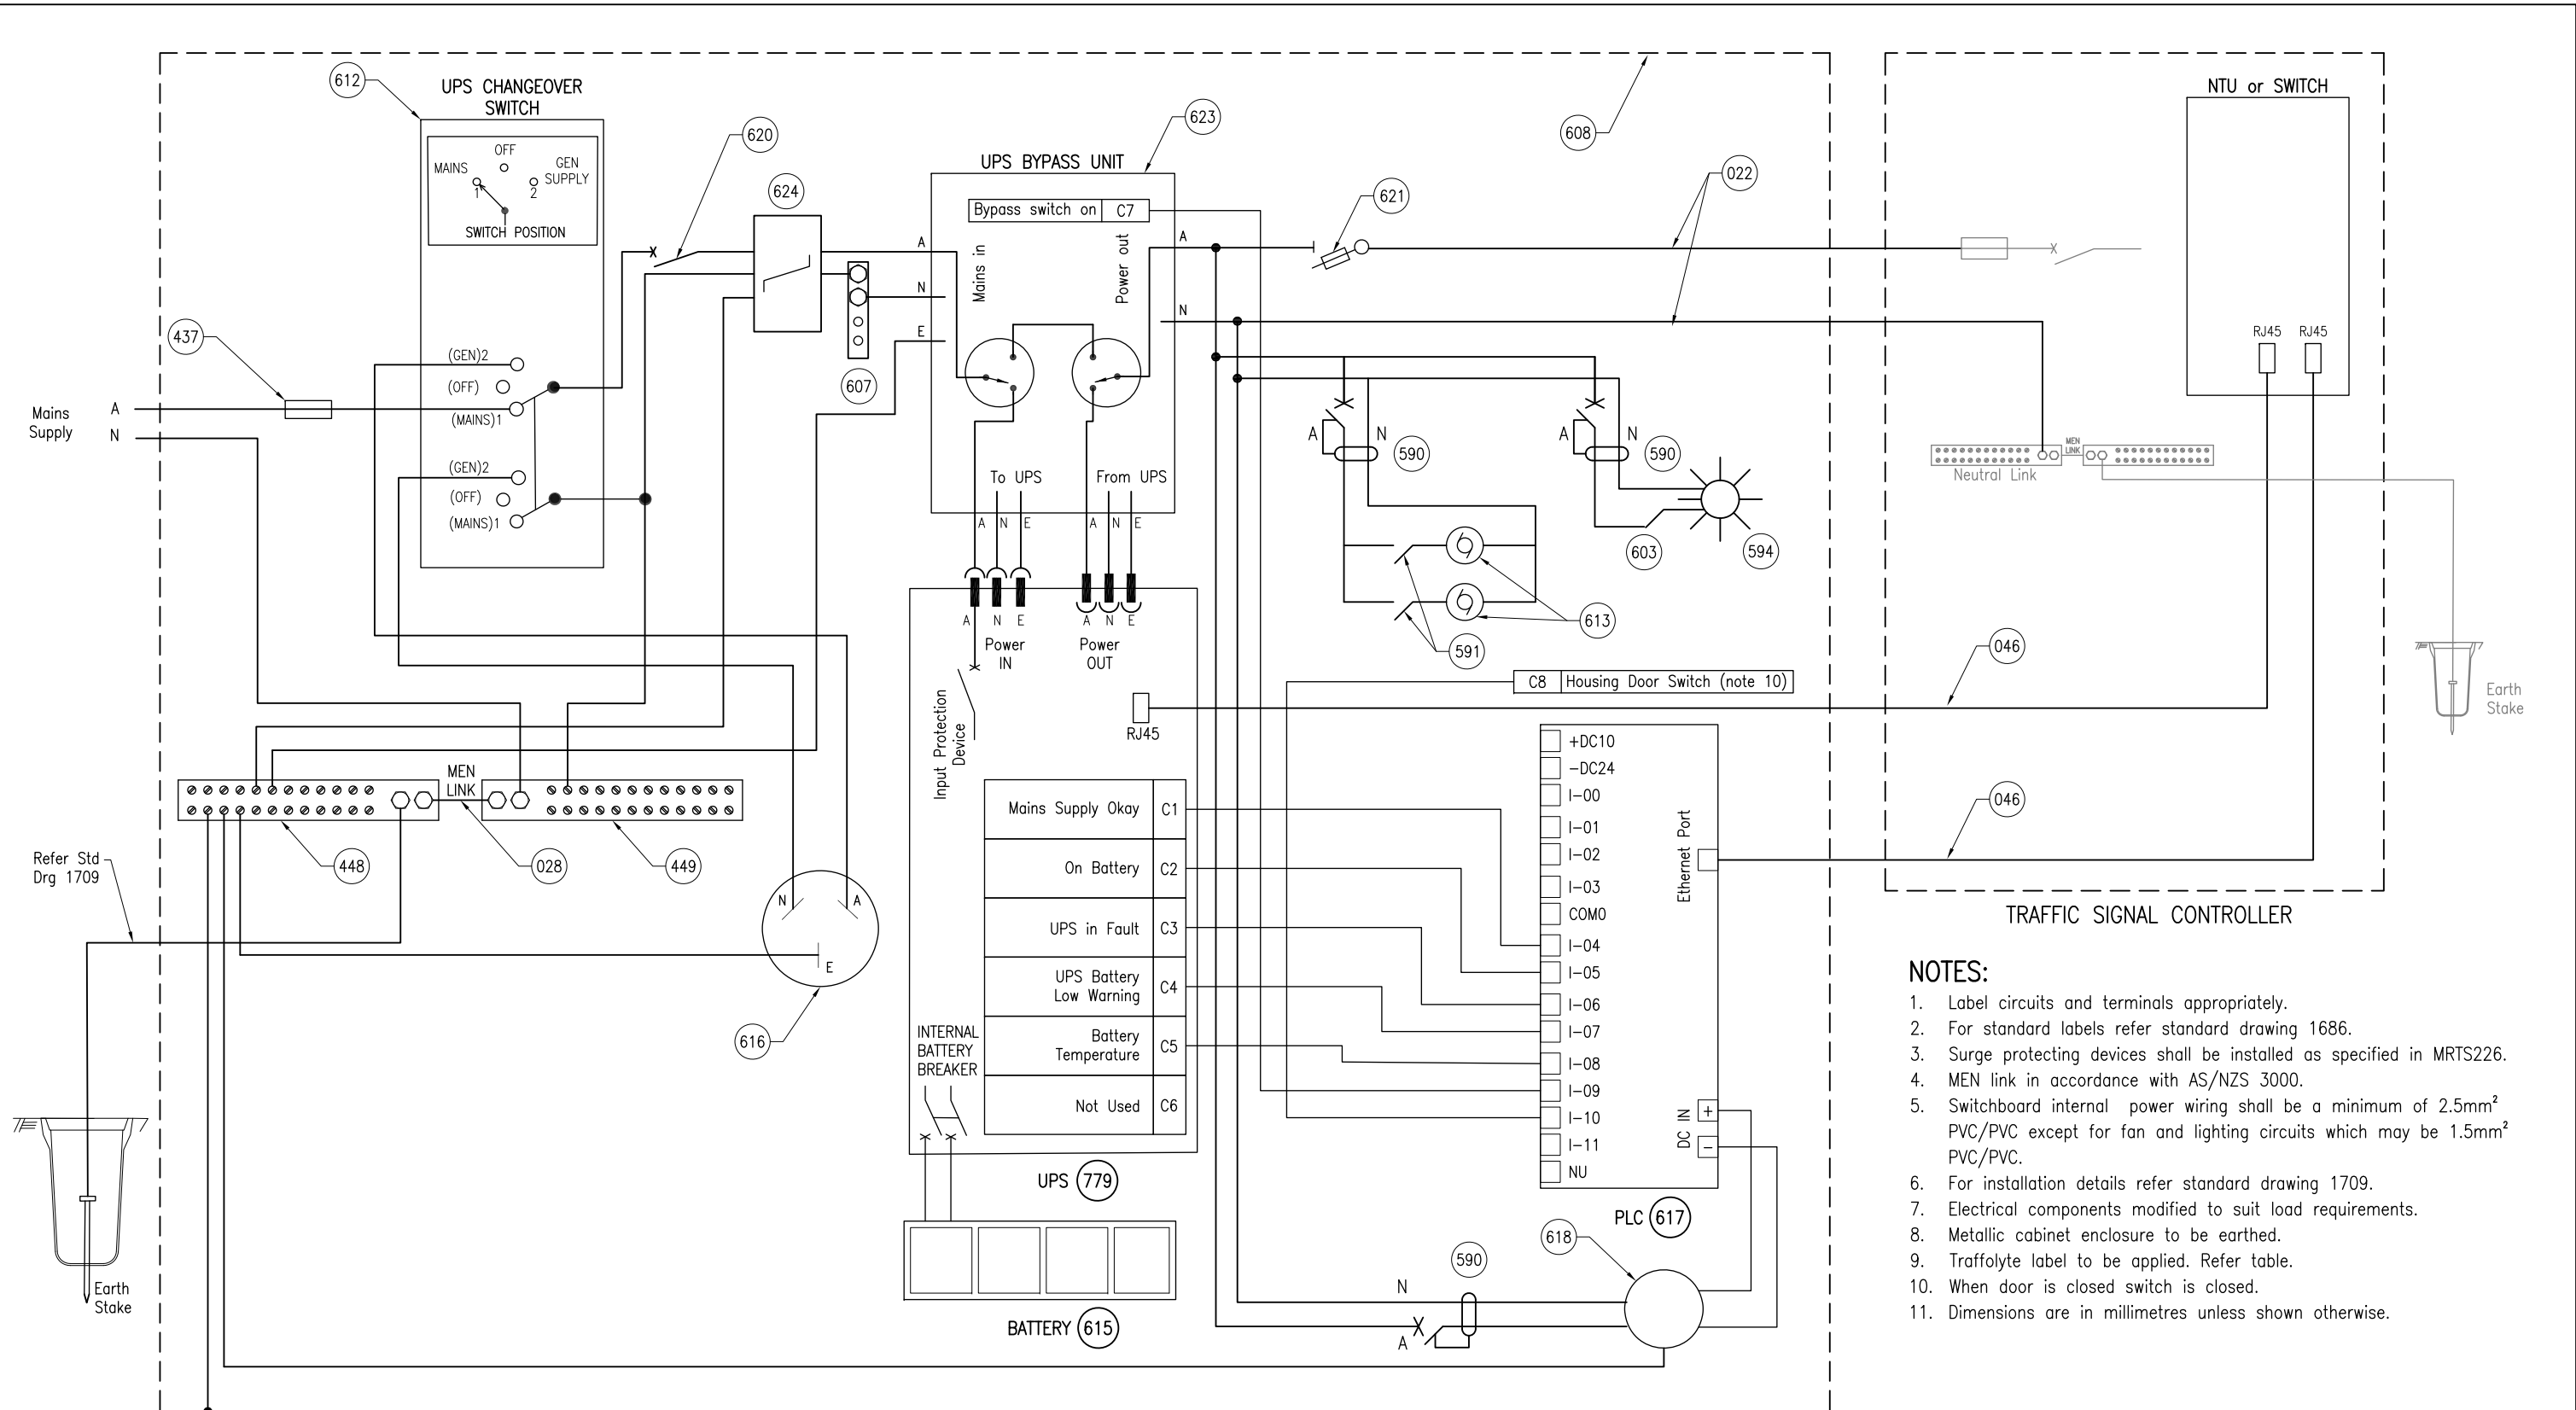 612
UPS CHANGEOVER
SWITCH
OFF
MAINS
GEN
SUPPLY
1
2
SWITCH POSITION
620
624
607
437
Mains
Supply
A
N
(GEN)2
(OFF)
(MAINS)1
(GEN)2
(OFF)
(MAINS)1
UPS BYPASS UNIT
623
Bypass switch on C7
Mains in
Power out
A
N
E
A
N
To UPS
From UPS
A N E
A N E
A N E
A N E
Power
IN
Power
OUT
Input Protection
Device
RJ45
608
022
621
A N 590
A N 590
603
594
613
591
C8 Housing Door Switch (note 10)
NTU or SWITCH
RJ45 RJ45
MEN
LINK
Neutral Link
046
Earth
Stake
046
TRAFFIC SIGNAL CONTROLLER
MEN
LINK
448
028
449
Refer Std
Drg 1709
N
A
E
616
Earth
Stake
Mains Supply Okay C1
On Battery C2
UPS in Fault C3
UPS Battery
Low Warning C4
Battery
Temperature C5
Not Used C6
INTERNAL
BATTERY
BREAKER
UPS 779
BATTERY 615
+DC10
-DC24
I-00
I-01
I-02
I-03
COM0
I-04
I-05
I-06
I-07
I-08
I-09
I-10
I-11
NU
Ethernet Port
DC IN
+
-
PLC 617
618
590
N
A
NOTES:
1. Label circuits and terminals appropriately.
2. For standard labels refer standard drawing 1686.
3. Surge protecting devices shall be installed as specified in MRTS226.
4. MEN link in accordance with AS/NZS 3000.
5. Switchboard internal power wiring shall be a minimum of 2.5mm²
PVC/PVC except for fan and lighting circuits which may be 1.5mm²
PVC/PVC.
6. For installation details refer standard drawing 1709.
7. Electrical components modified to suit load requirements.
8. Metallic cabinet enclosure to be earthed.
9. Traffolyte label to be applied. Refer table.
10. When door is closed switch is closed.
11. Dimensions are in millimetres unless shown otherwise.